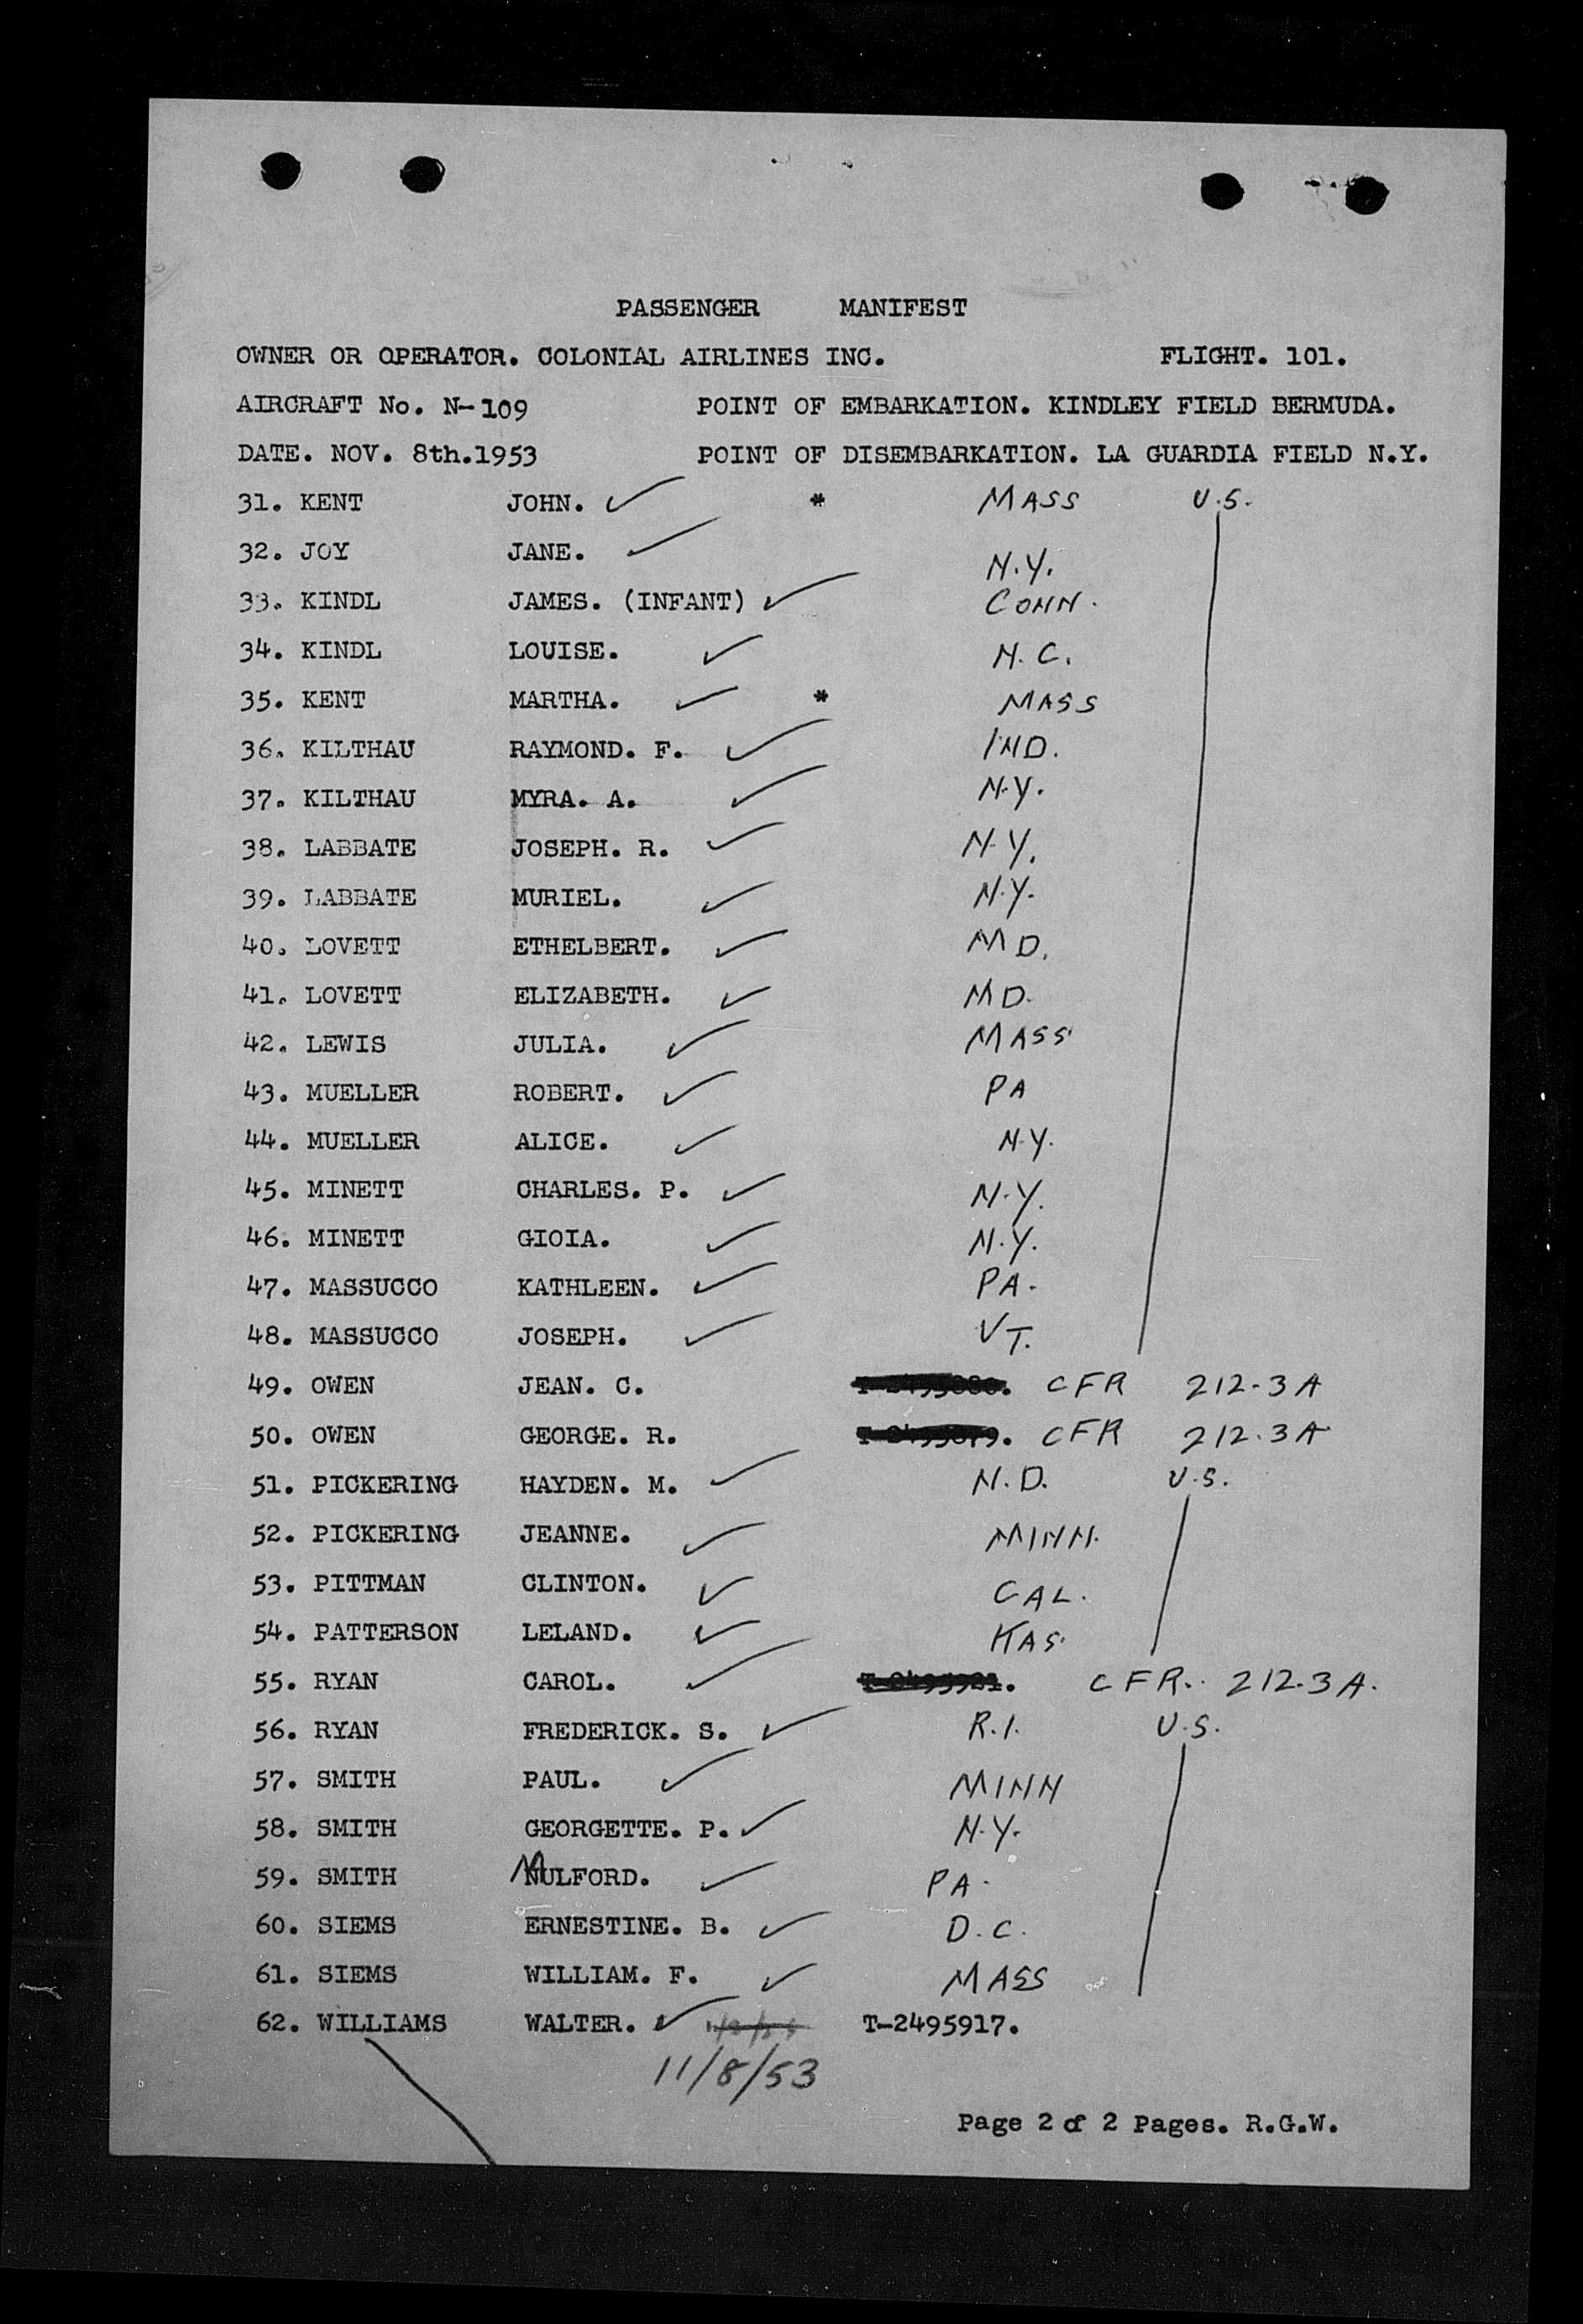 PASSENGER MANIFEST
OWNER OR OPERATOR. COLONIAL AIRLINES INC. FLIGHT. 101.
AIRCRAFT No. N-109 POINT OF EMBARKATION. KINDLEY FIELD BERMUDA.
DATE. NOV. 8th.1953 POINT OF DISEMBARKATION. LA GUARDIA FIELD N.Y.
31. KENT JOHN. ✓ * MASS U.S.
32. JOY JANE. ✓ N.Y.
33. KINDL JAMES. (INFANT) ✓ CONN.
34. KINDL LOUISE. ✓ N.C.
35. KENT MARTHA. ✓ * MASS
36. KILTHAU RAYMOND. F. ✓ IND.
37. KILTHAU MYRA. A. ✓ N.Y.
38. LABBATE JOSEPH. R. ✓ N.Y.
39. LABBATE MURIEL. ✓ N.Y.
40. LOVETT ETHELBERT. ✓ MD.
41. LOVETT ELIZABETH. ✓ MD.
42. LEWIS JULIA. ✓ MASS
43. MUELLER ROBERT. ✓ PA
44. MUELLER ALICE. ✓ N.Y.
45. MINETT CHARLES. P. ✓ N.Y.
46. MINETT GIOIA. ✓ N.Y.
47. MASSUCCO KATHLEEN. ✓ PA.
48. MASSUCCO JOSEPH. ✓ VT.
49. OWEN JEAN. C. CFR 212-3A
50. OWEN GEORGE. R. CFR 212.3A
51. PICKERING HAYDEN. M. ✓ N.D. U.S.
52. PICKERING JEANNE. ✓ MINN.
53. PITTMAN CLINTON. ✓ CAL.
54. PATTERSON LELAND. ✓ KAS.
55. RYAN CAROL. ✓ CFR. 212-3A.
56. RYAN FREDERICK. S. ✓ R.I. U.S.
57. SMITH PAUL. ✓ MINN
58. SMITH GEORGETTE. P. ✓ N.Y.
59. SMITH MULFORD. ✓ PA.
60. SIEMS ERNESTINE. B. ✓ D.C.
61. SIEMS WILLIAM. F. ✓ MASS
62. WILLIAMS WALTER. ✓ T-2495917.
11/8/53
Page 2 of 2 Pages. R.G.W.